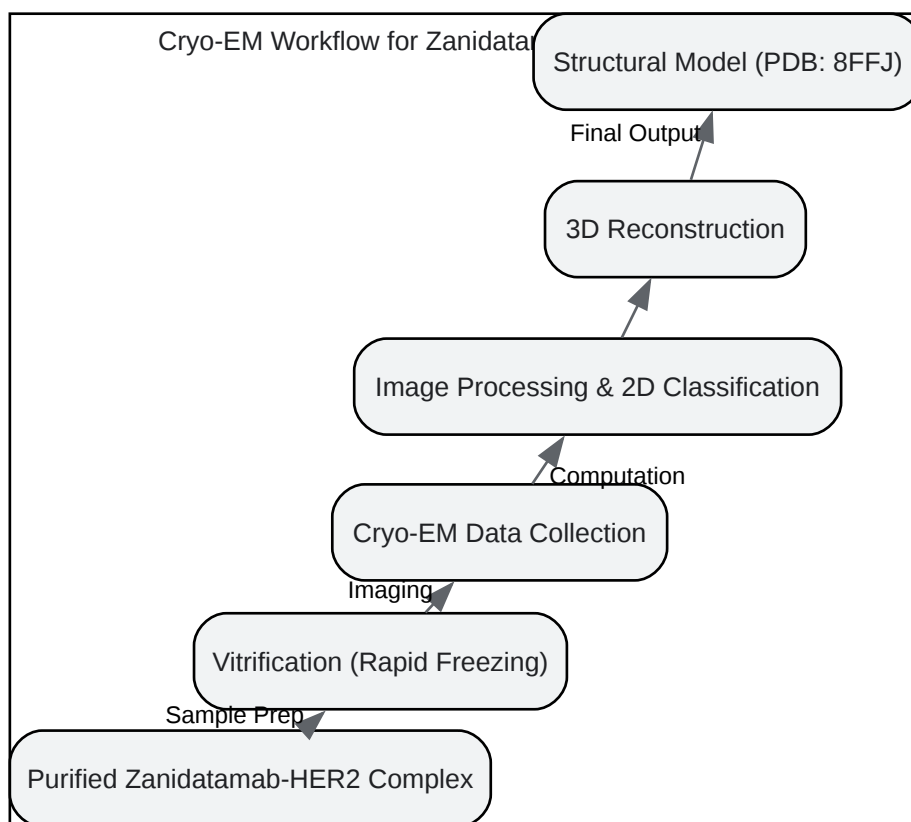 Cryo-EM Workflow for
Structural Model (PDB: 8FFJ)
Final Output
3D Reconstruction
Image Processing & 2D Classification
Computation
Cryo-EM Data Collection
Imaging
Vitrification (Rapid Freezing)
Sample Prep
Purified Zanidatamab-HER2 Complex